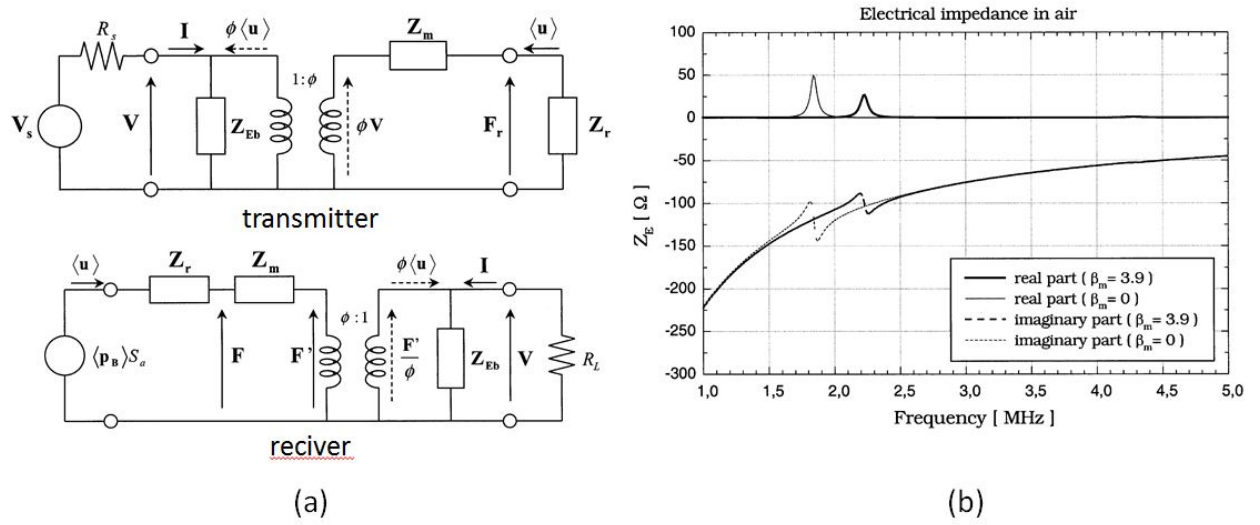 R_s
I
ϕ⟨u⟩
Z_m
⟨u⟩
1:ϕ
V_s
V
Z_Eb
ϕV
F_r
Z_r
transmitter
⟨u⟩
Z_r
Z_m
ϕ⟨u⟩
I
ϕ:1
⟨p_B⟩S_a
F
F'
F'
ϕ
Z_Eb
V
R_L
reciver
(a)
Electrical impedance in air
100
50
0
-50
-100
-150
-200
-250
-300
Z_E [ Ω ]
real part ( β_m= 3.9 )
real part ( β_m= 0 )
imaginary part ( β_m= 3.9 )
imaginary part ( β_m= 0 )
1,0 1,5 2,0 2,5 3,0 3,5 4,0 4,5 5,0
Frequency [ MHz ]
(b)